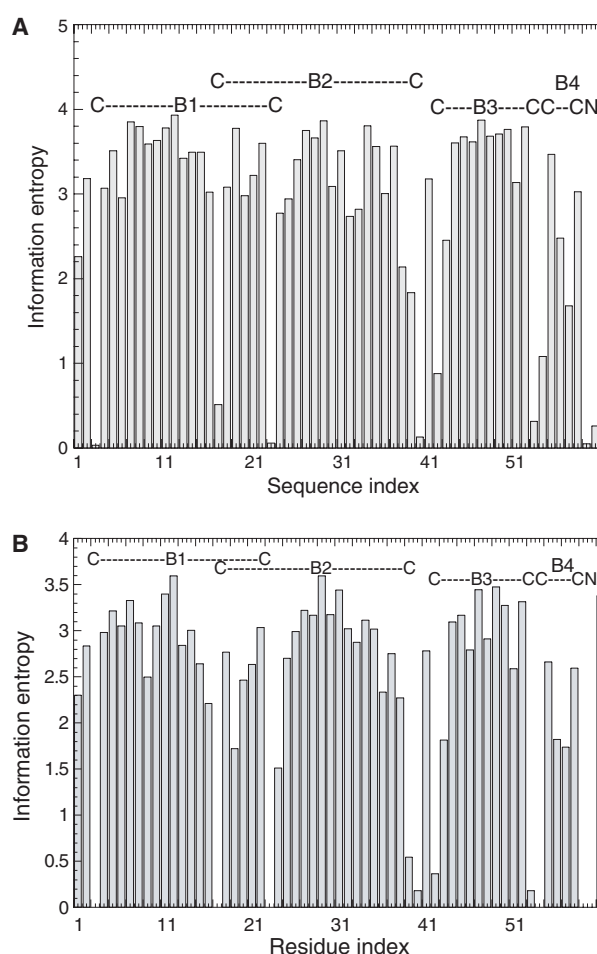 A
5
B4
C-----------B2-----------C
C----------B1----------C
C----B3----CC--CN
4
3
2
1
0
Information entropy
1
11
21
31
41
51
Sequence index
B
4
C----------B1----------C
B4
C-----------B2-----------C
C----B3----CC--CN
3.5
3
2.5
2
1.5
1
0.5
0
Information entropy
1
11
21
31
41
51
Residue index